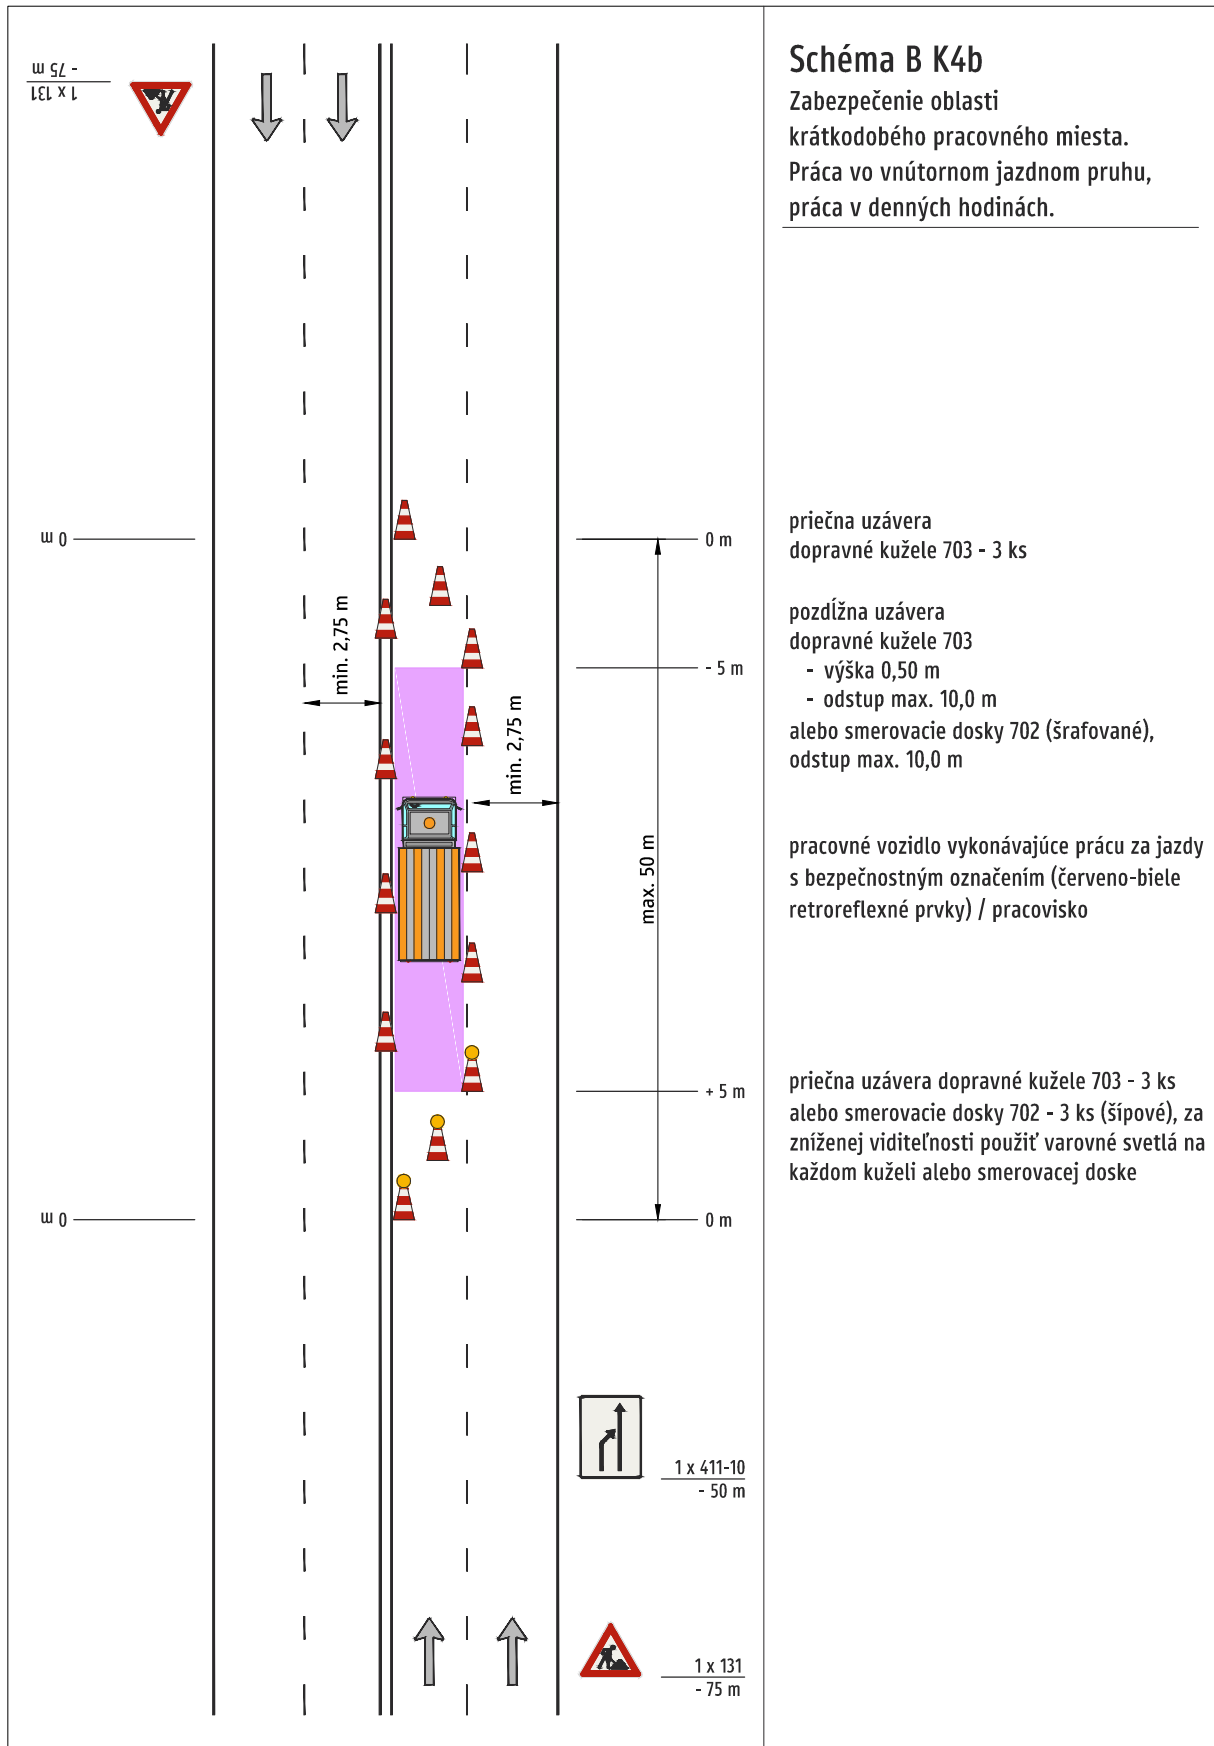 Schéma B K4b
Zabezpečenie oblasti
krátkodobého pracovného miesta.
Práca vo vnútornom jazdnom pruhu,
práca v denných hodinách.
1 x 131
- 75 m
0 m
0 m
priečna uzávera
dopravné kužele 703 - 3 ks
min. 2,75 m
pozdĺžna uzávera
dopravné kužele 703
- výška 0,50 m
- odstup max. 10,0 m
alebo smerovacie dosky 702 (šrafované),
odstup max. 10,0 m
- 5 m
min. 2,75 m
max. 50 m
pracovné vozidlo vykonávajúce prácu za jazdy
s bezpečnostným označením (červeno-biele
retroreflexné prvky) / pracovisko
+ 5 m
priečna uzávera dopravné kužele 703 - 3 ks
alebo smerovacie dosky 702 - 3 ks (šípové), za
zníženej viditeľnosti použiť varovné svetlá na
každom kuželi alebo smerovacej doske
0 m
0 m
1 x 411-10
- 50 m
1 x 131
- 75 m